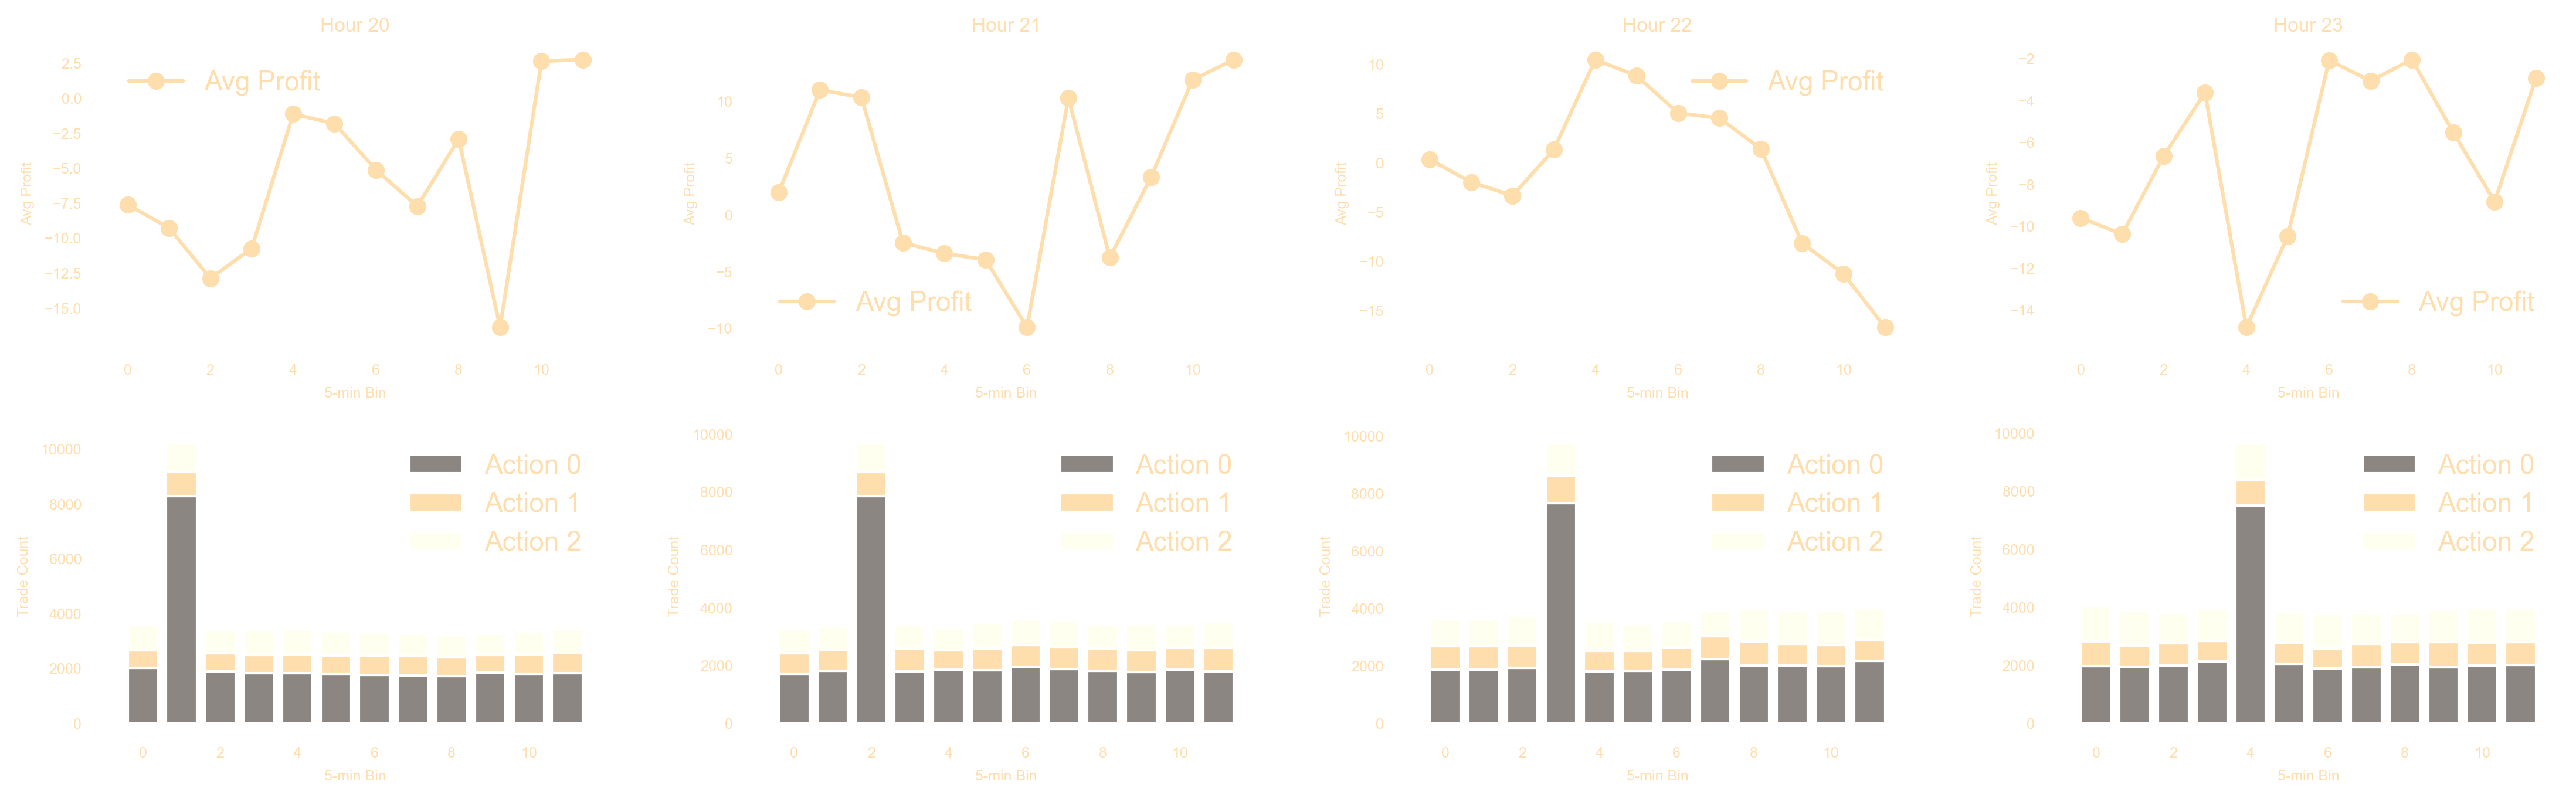 Hour 20
2.5
0.0
−2.5
−5.0
−7.5
−10.0
−12.5
−15.0
Avg Profit
Avg Profit
0 2 4 6 8 10
5-min Bin
Hour 21
10
5
0
−5
−10
Avg Profit
Avg Profit
0 2 4 6 8 10
5-min Bin
Hour 22
10
5
0
−5
−10
−15
Avg Profit
Avg Profit
0 2 4 6 8 10
5-min Bin
Hour 23
−2
−4
−6
−8
−10
−12
−14
Avg Profit
Avg Profit
0 2 4 6 8 10
5-min Bin
10000
8000
6000
4000
2000
0
Trade Count
Action 0
Action 1
Action 2
0 2 4 6 8 10
5-min Bin
10000
8000
6000
4000
2000
0
Trade Count
Action 0
Action 1
Action 2
0 2 4 6 8 10
5-min Bin
10000
8000
6000
4000
2000
0
Trade Count
Action 0
Action 1
Action 2
0 2 4 6 8 10
5-min Bin
10000
8000
6000
4000
2000
0
Trade Count
Action 0
Action 1
Action 2
0 2 4 6 8 10
5-min Bin